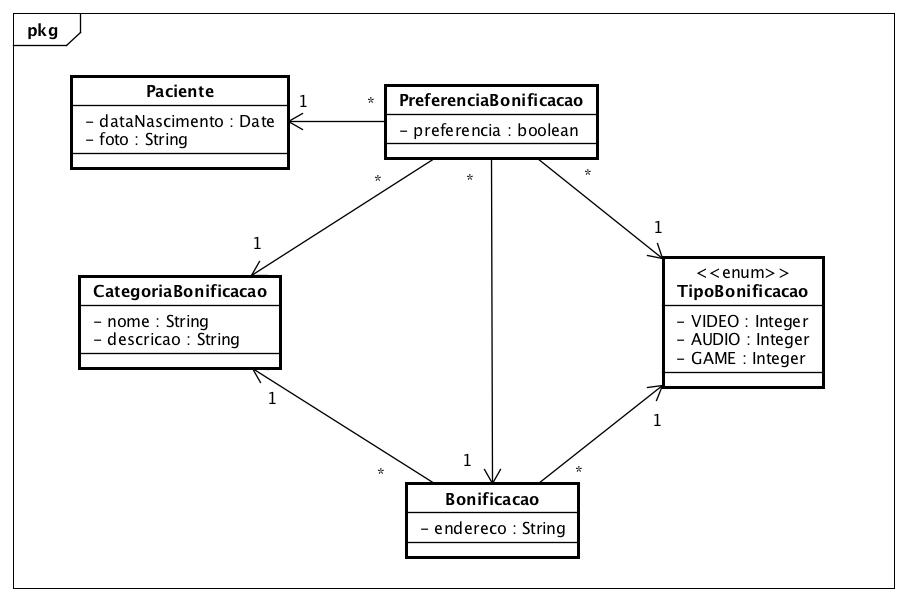 pkg
Paciente
- dataNascimento : Date
- foto : String
1
*
PreferenciaBonificacao
- preferencia : boolean
*
*
*
1
1
CategoriaBonificacao
- nome : String
- descricao : String
<<enum>>
TipoBonificacao
- VIDEO : Integer
- AUDIO : Integer
- GAME : Integer
1
1
1
*
*
Bonificacao
- endereco : String